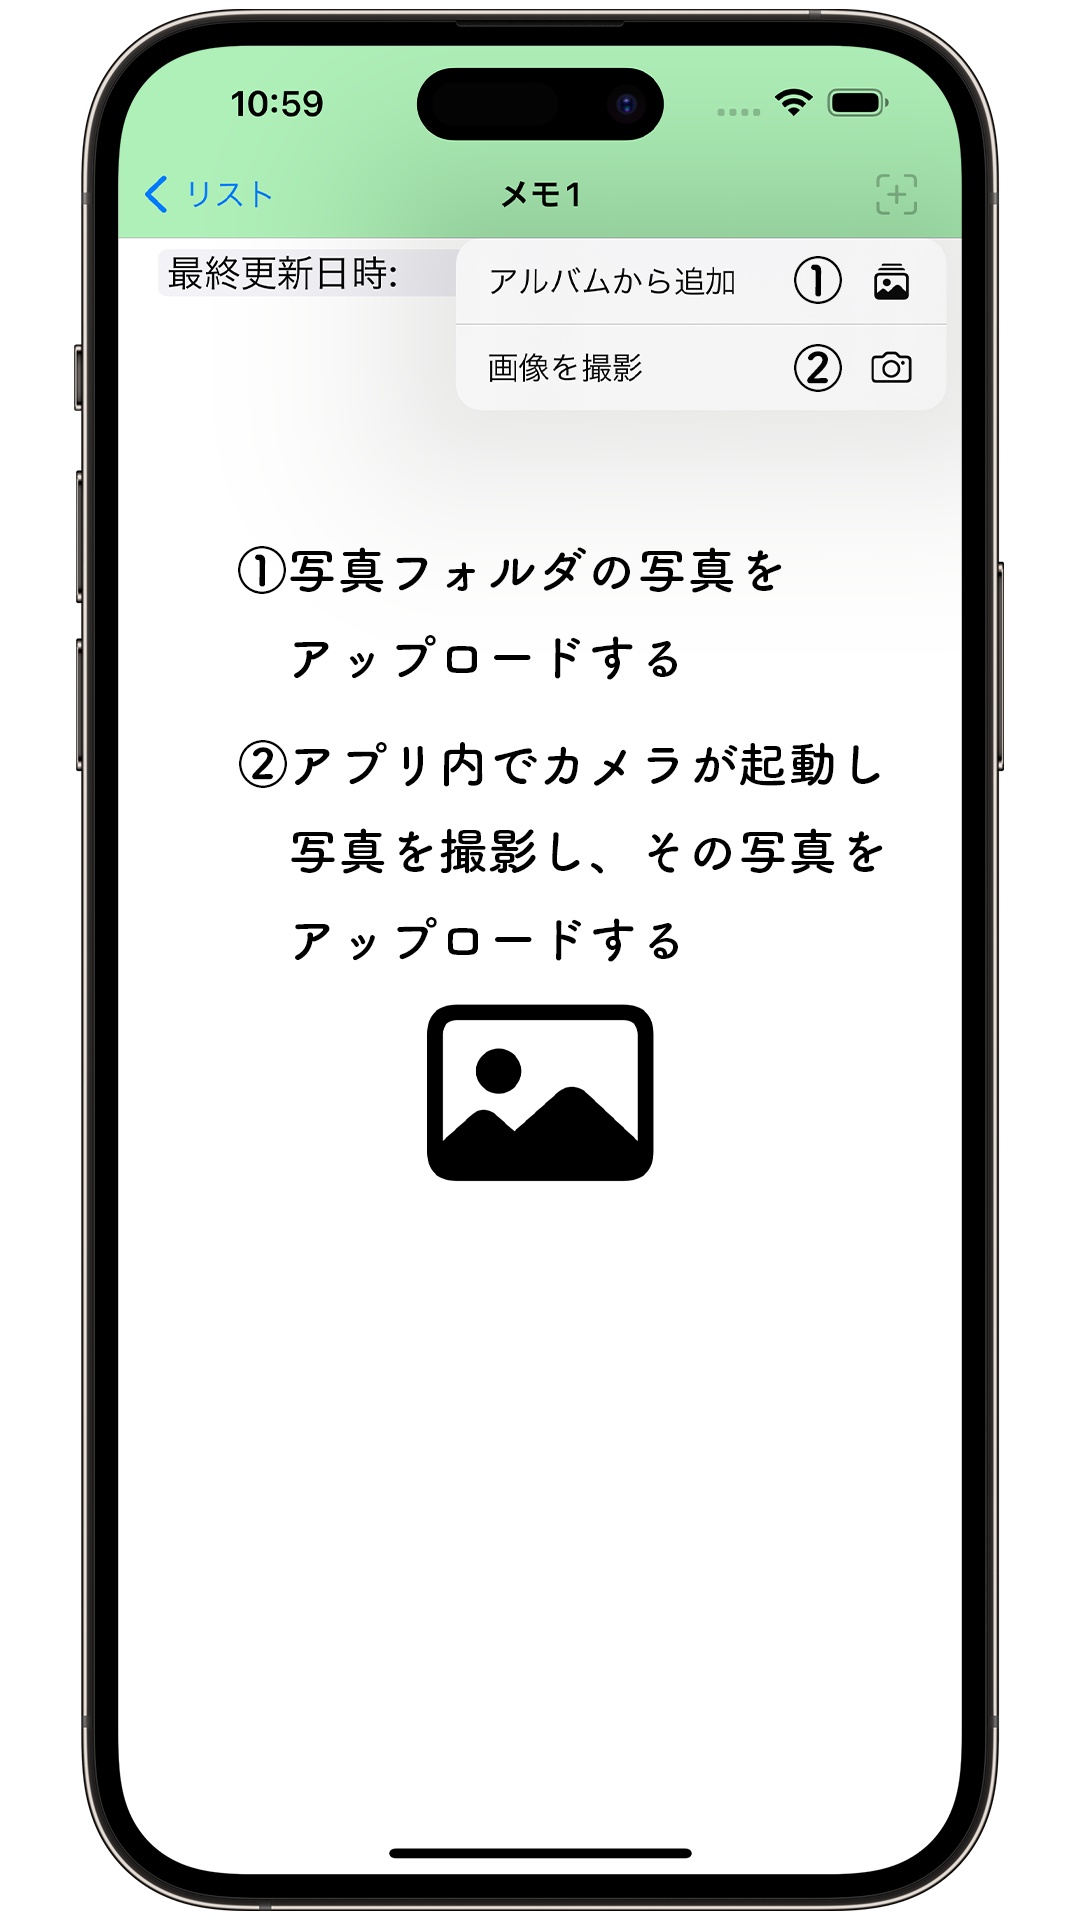 10:59
リスト
メモ1
最終更新日時:
アルバムから追加 ①
画像を撮影 ②
①写真フォルダの写真を
アップロードする
②アプリ内でカメラが起動し
写真を撮影し、その写真を
アップロードする